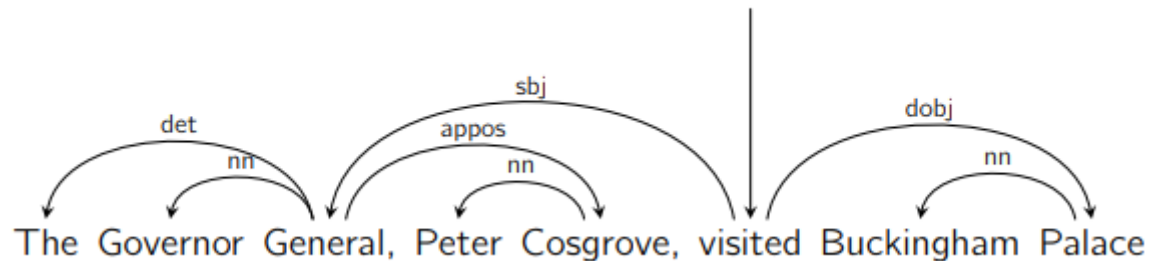 sbj
dobj
det
appos
nn
nn
nn
The Governor General, Peter Cosgrove, visited Buckingham Palace